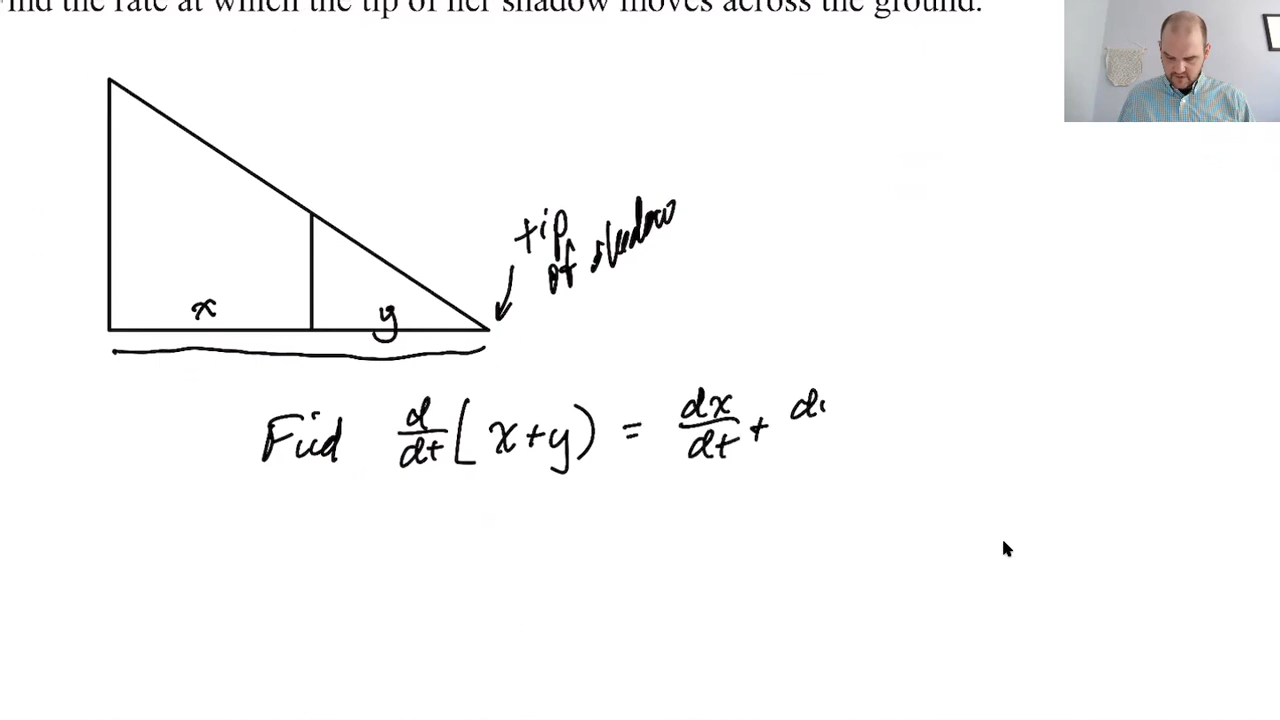 ind the rate at which the tip of her shadow moves across the ground.
tip
of shadow
x y
Find d/dt [x+y) = dx/dt + d